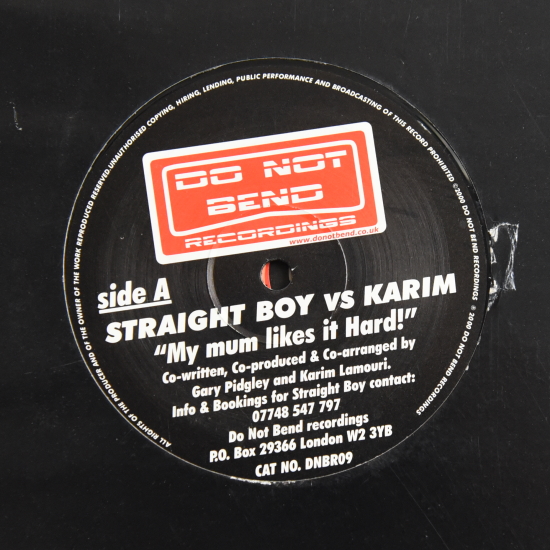 ALL RIGHTS OF THE PRODUCER AND OF THE OWNER OF THE WORK REPRODUCED RESERVED.UNAUTHORISED COPYING, HIRING, LENDING, PUBLIC PERFORMANCE AND BROADCASTING OF THIS RECORD PROHIBITED ©2000 DO NOT BEND RECORDINGS ℗ 2000 DO NOT BEND RECORDINGS
DO NOT
BEND
RECORDINGS
www.donotbend.co.uk
side A
STRAIGHT BOY VS KARIM
"My mum likes it Hard!"
Co-written, Co-produced & Co-arranged by
Gary Pidgley and Karim Lamouri.
Info & Bookings for Straight Boy contact:
07748 547 797
Do Not Bend recordings
P.O. Box 29366 London W2 3YB
CAT NO. DNBR09